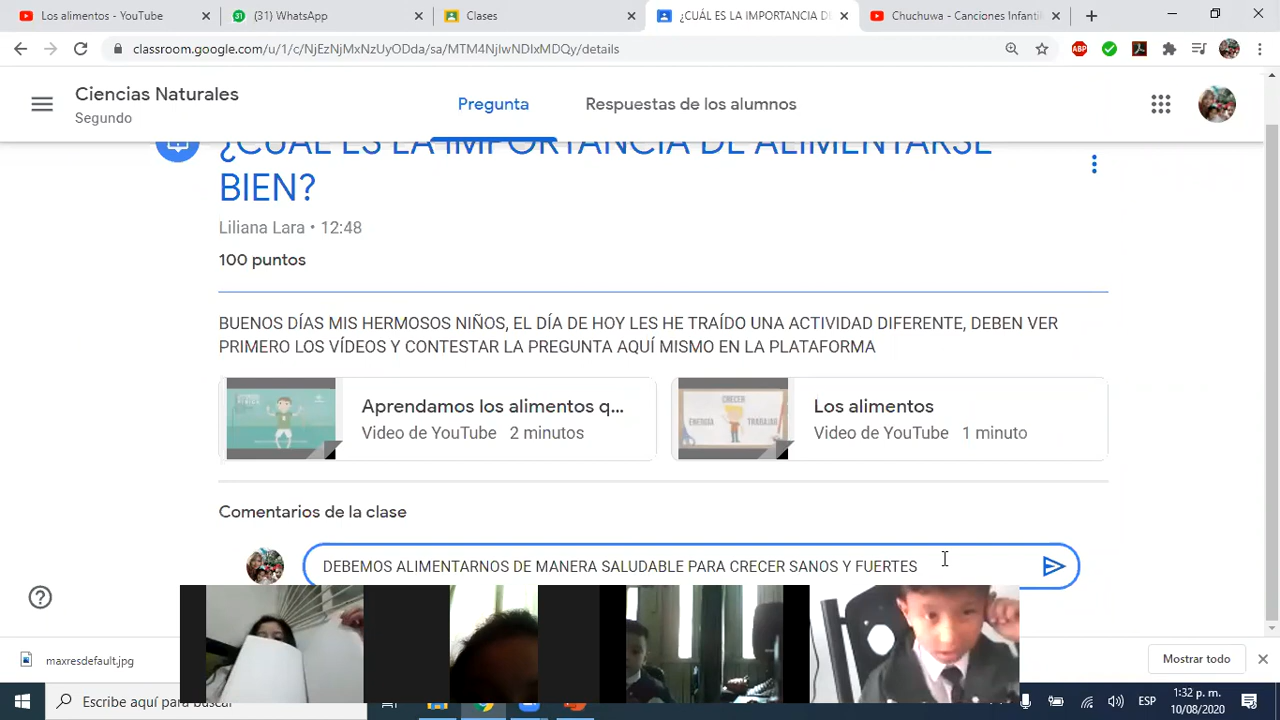 Los alimentos - YouTube
(31) WhatsApp
Clases
¿CUÁL ES LA IMPORTANCIA D
Chuchuwa - Canciones Infanti
classroom.google.com/u/1/c/NjEzNjMxNzUyODda/sa/MTM4NjIwNDIxMDQy/details
ABP
Ciencias Naturales
Segundo
Pregunta
Respuestas de los alumnos
¿CUÁL ES LA IMPORTANCIA DE ALIMENTARSE
BIEN?
Liliana Lara • 12:48
100 puntos
BUENOS DÍAS MIS HERMOSOS NIÑOS, EL DÍA DE HOY LES HE TRAÍDO UNA ACTIVIDAD DIFERENTE, DEBEN VER
PRIMERO LOS VÍDEOS Y CONTESTAR LA PREGUNTA AQUÍ MISMO EN LA PLATAFORMA
Aprendamos los alimentos q...
Video de YouTube 2 minutos
CRECER
ENERGÍA
TRABAJAR
Los alimentos
Video de YouTube 1 minuto
Comentarios de la clase
DEBEMOS ALIMENTARNOS DE MANERA SALUDABLE PARA CRECER SANOS Y FUERTES
maxresdefault.jpg
Mostrar todo
Escribe aquí para buscar
ESP
1:32 p. m.
10/08/2020